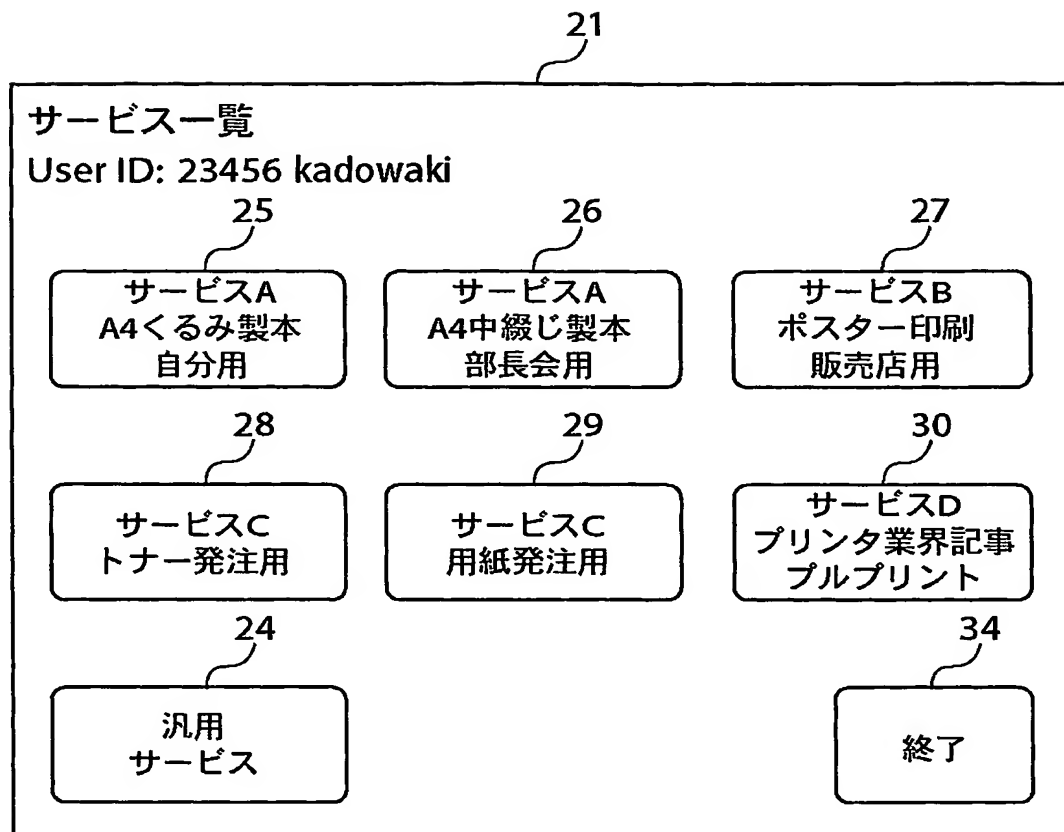 21
サービス一覧
User ID: 23456 kadowaki
25
26
27
サービスA
A4くるみ製本
自分用
サービスA
A4中綴じ製本
部長会用
サービスB
ポスター印刷
販売店用
28
29
30
サービスC
トナー発注用
サービスC
用紙発注用
サービスD
プリンタ業界記事
プルプリント
24
34
汎用
サービス
終了